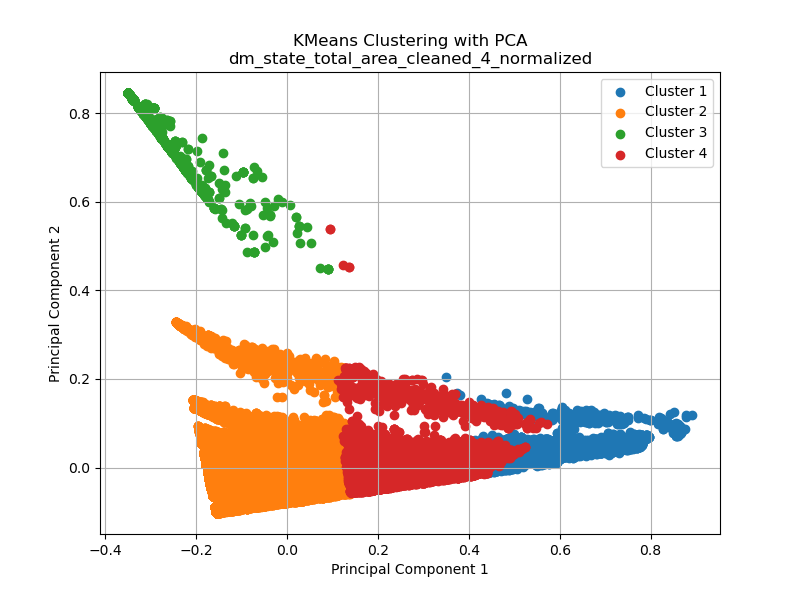 KMeans Clustering with PCA
dm_state_total_area_cleaned_4_normalized
Cluster 1
Cluster 2
Cluster 3
Cluster 4
Principal Component 2
0.8
0.6
0.4
0.2
0.0
−0.4
−0.2
0.0
0.2
0.4
0.6
0.8
Principal Component 1